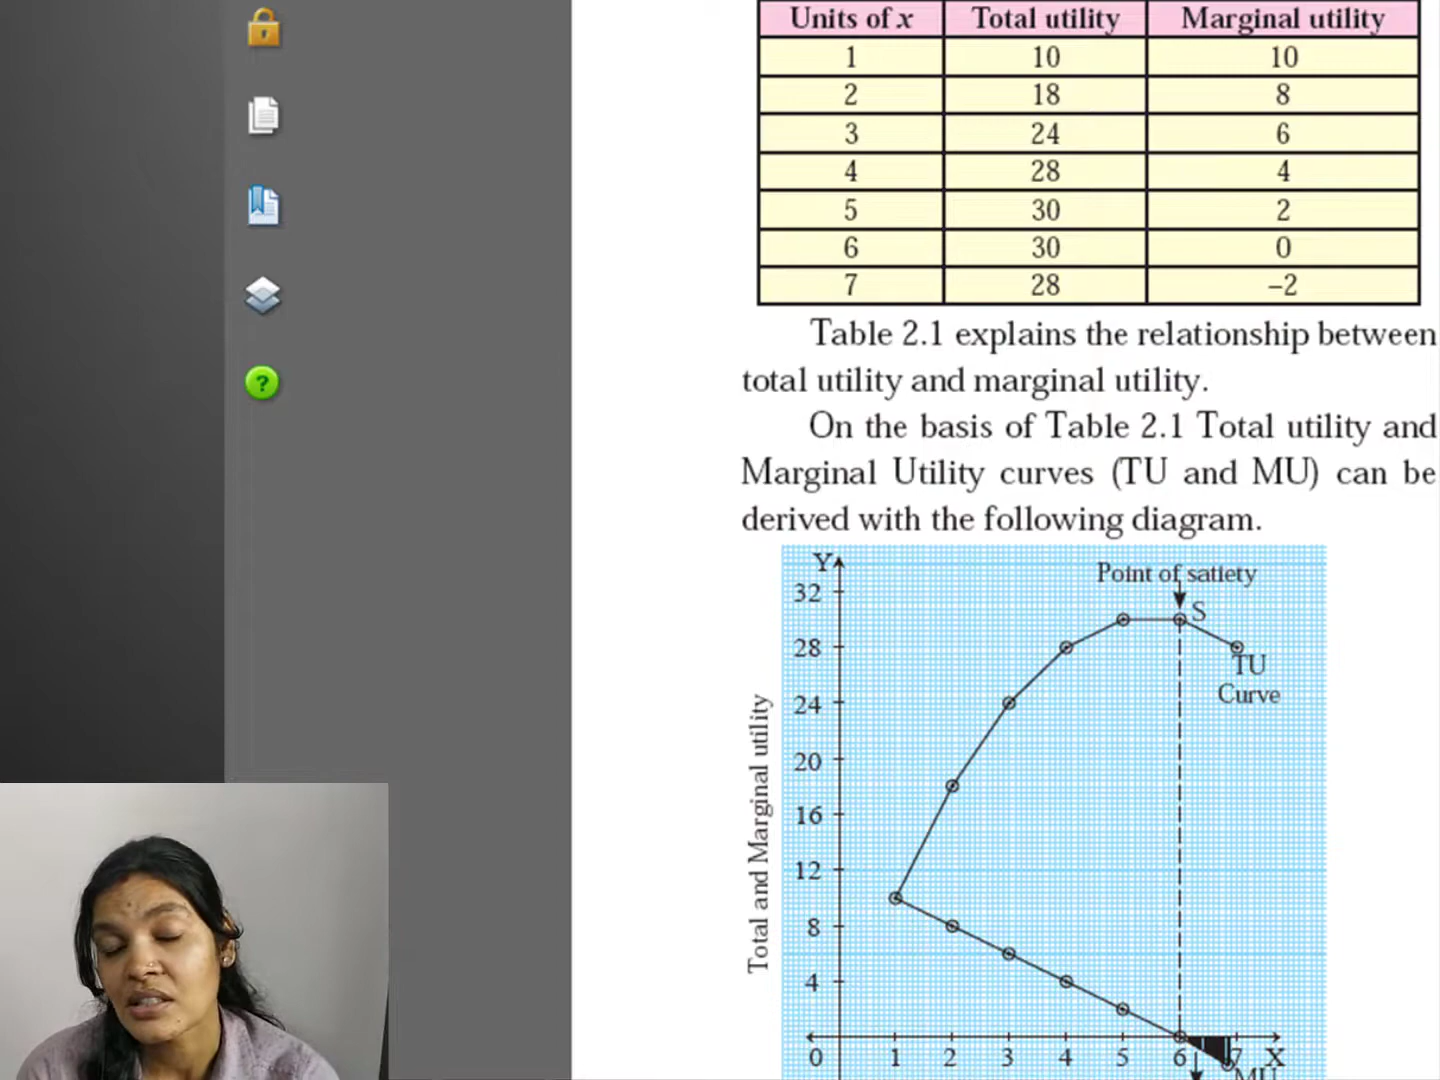 Units of x Total utility Marginal utility
1 10 10
2 18 8
3 24 6
4 28 4
5 30 2
6 30 0
7 28 –2
Table 2.1 explains the relationship between
total utility and marginal utility.
On the basis of Table 2.1 Total utility and
Marginal Utility curves (TU and MU) can be
derived with the following diagram.
Y
Point of satiety
32
S
28
TU
Curve
24
20
16
12
8
4
Total and Marginal utility
0 1 2 3 4 5 6 7 X
MU
?